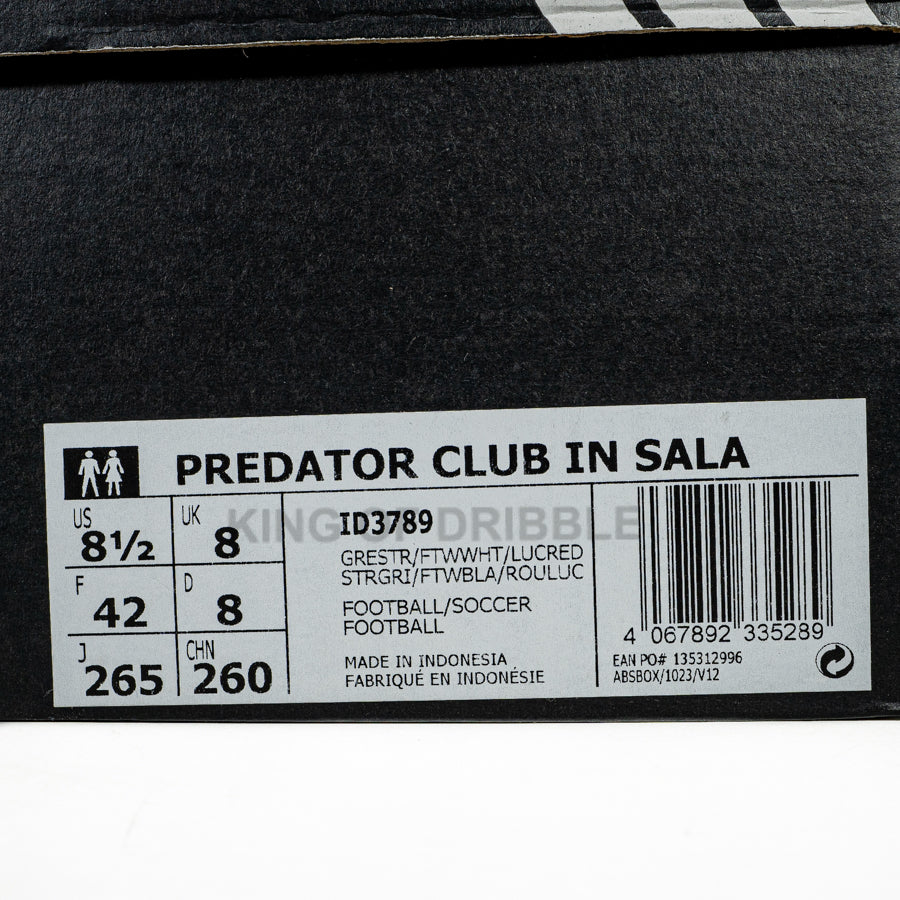 PREDATOR CLUB IN SALA
US 8½ UK 8
F 42 D 8
J 265 CHN 260
KING OF DRIBBLE
ID3789
GRESTR/FTWWHT/LUCRED
STRGRI/FTWBLA/ROULUC
FOOTBALL/SOCCER
FOOTBALL
MADE IN INDONESIA
FABRIQUÉ EN INDONÉSIE
4 067892 335289
EAN PO# 135312996
ABSBOX/1023/V12